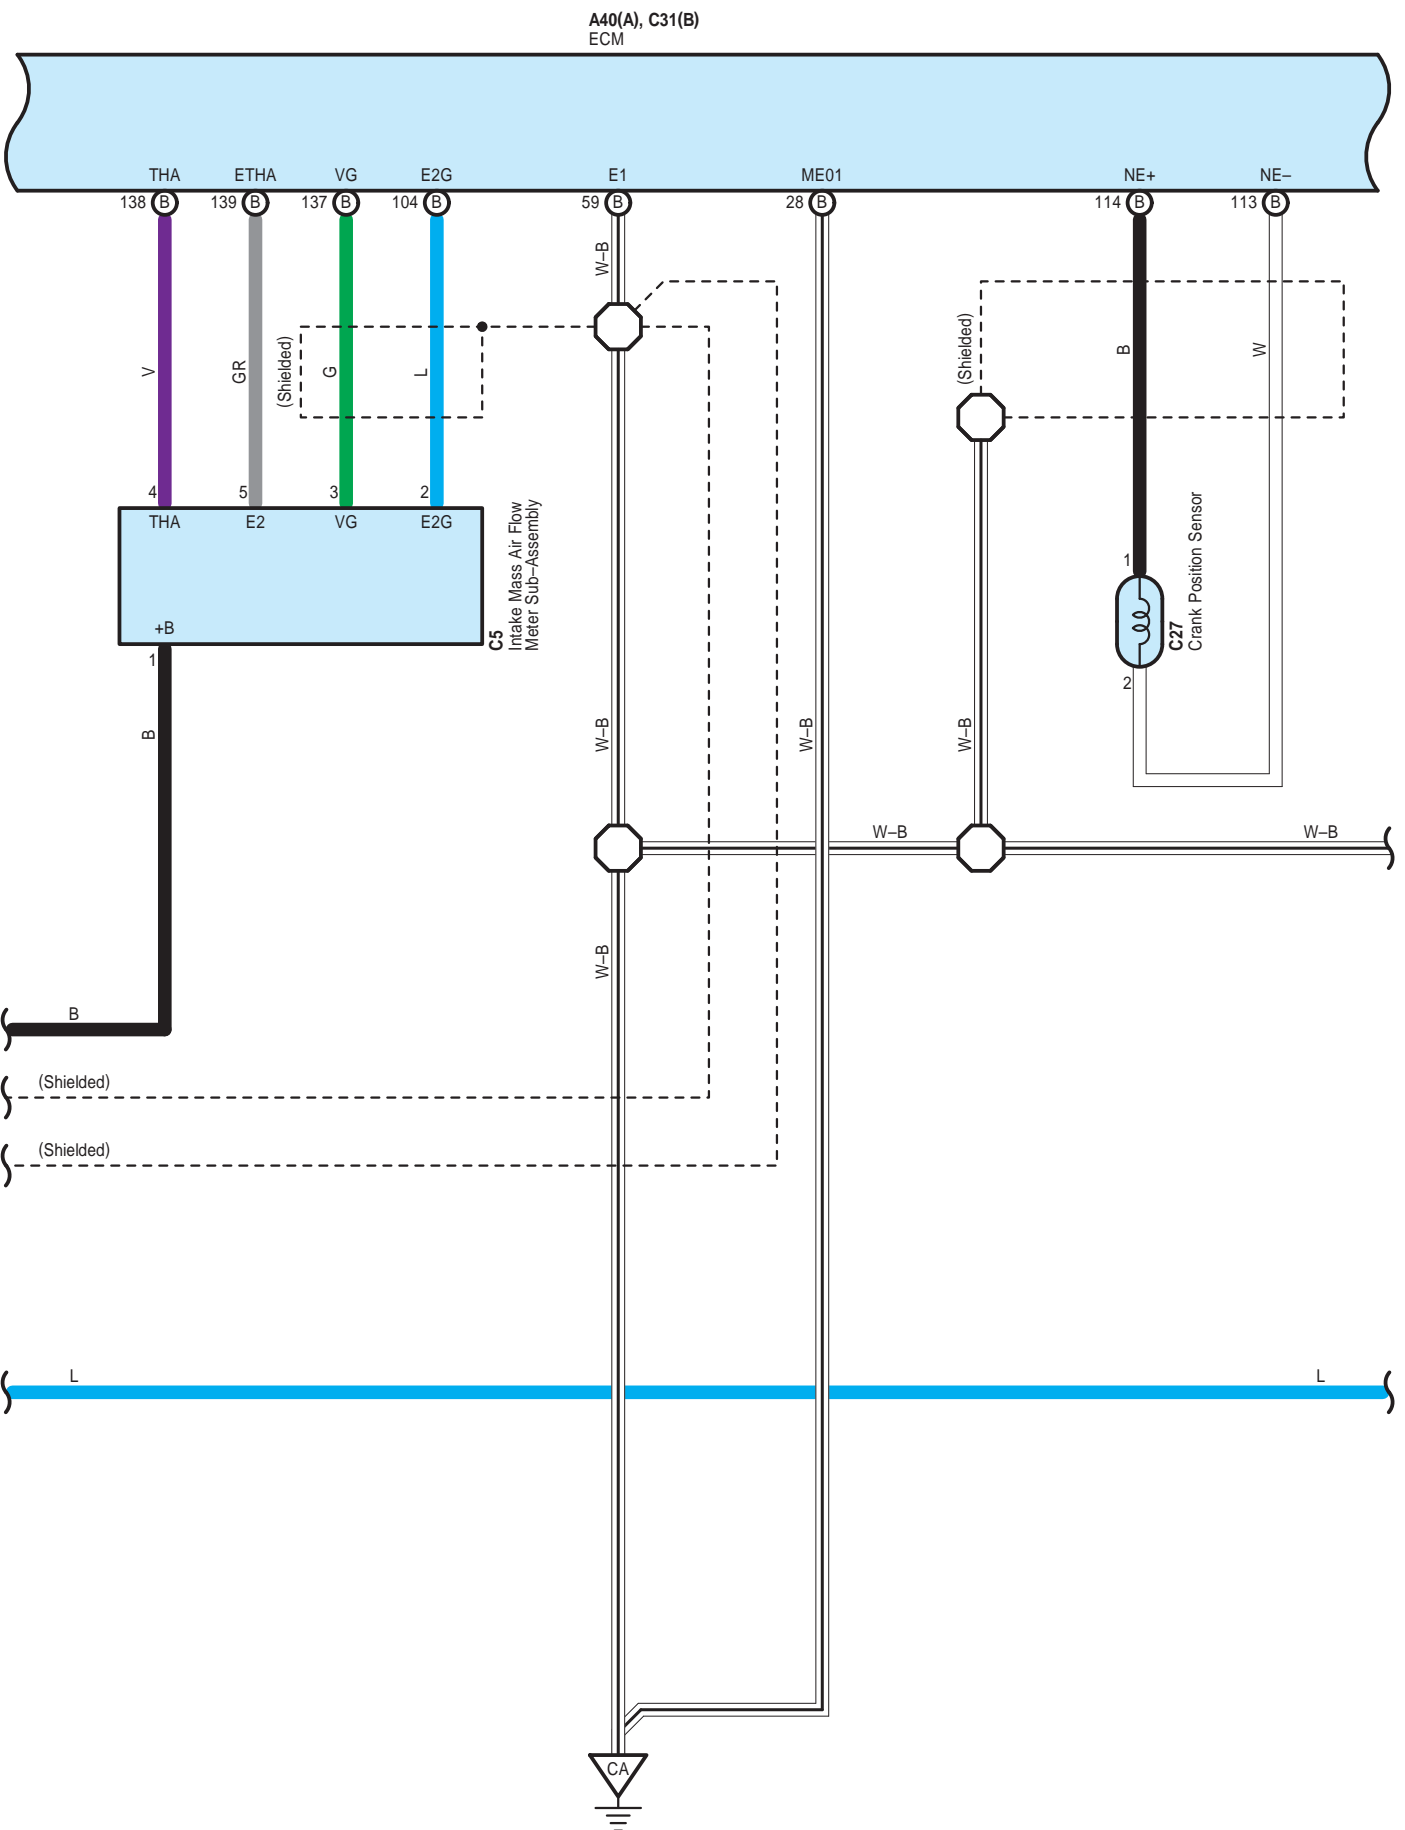 A40(A), C31(B)
ECM
THA
ETHA
VG
E2G
E1
ME01
NE+
NE–
138 B
139 B
137 B
104 B
59 B
28 B
114 B
113 B
W–B
V
GR
(Shielded)
G
L
(Shielded)
B
W
4
5
3
2
THA
E2
VG
E2G
+B
1
C5
Intake Mass Air Flow
Meter Sub–Assembly
1
2
C27
Crank Position Sensor
B
W–B
W–B
W–B
W–B
W–B
W–B
B
(Shielded)
(Shielded)
L
L
CA